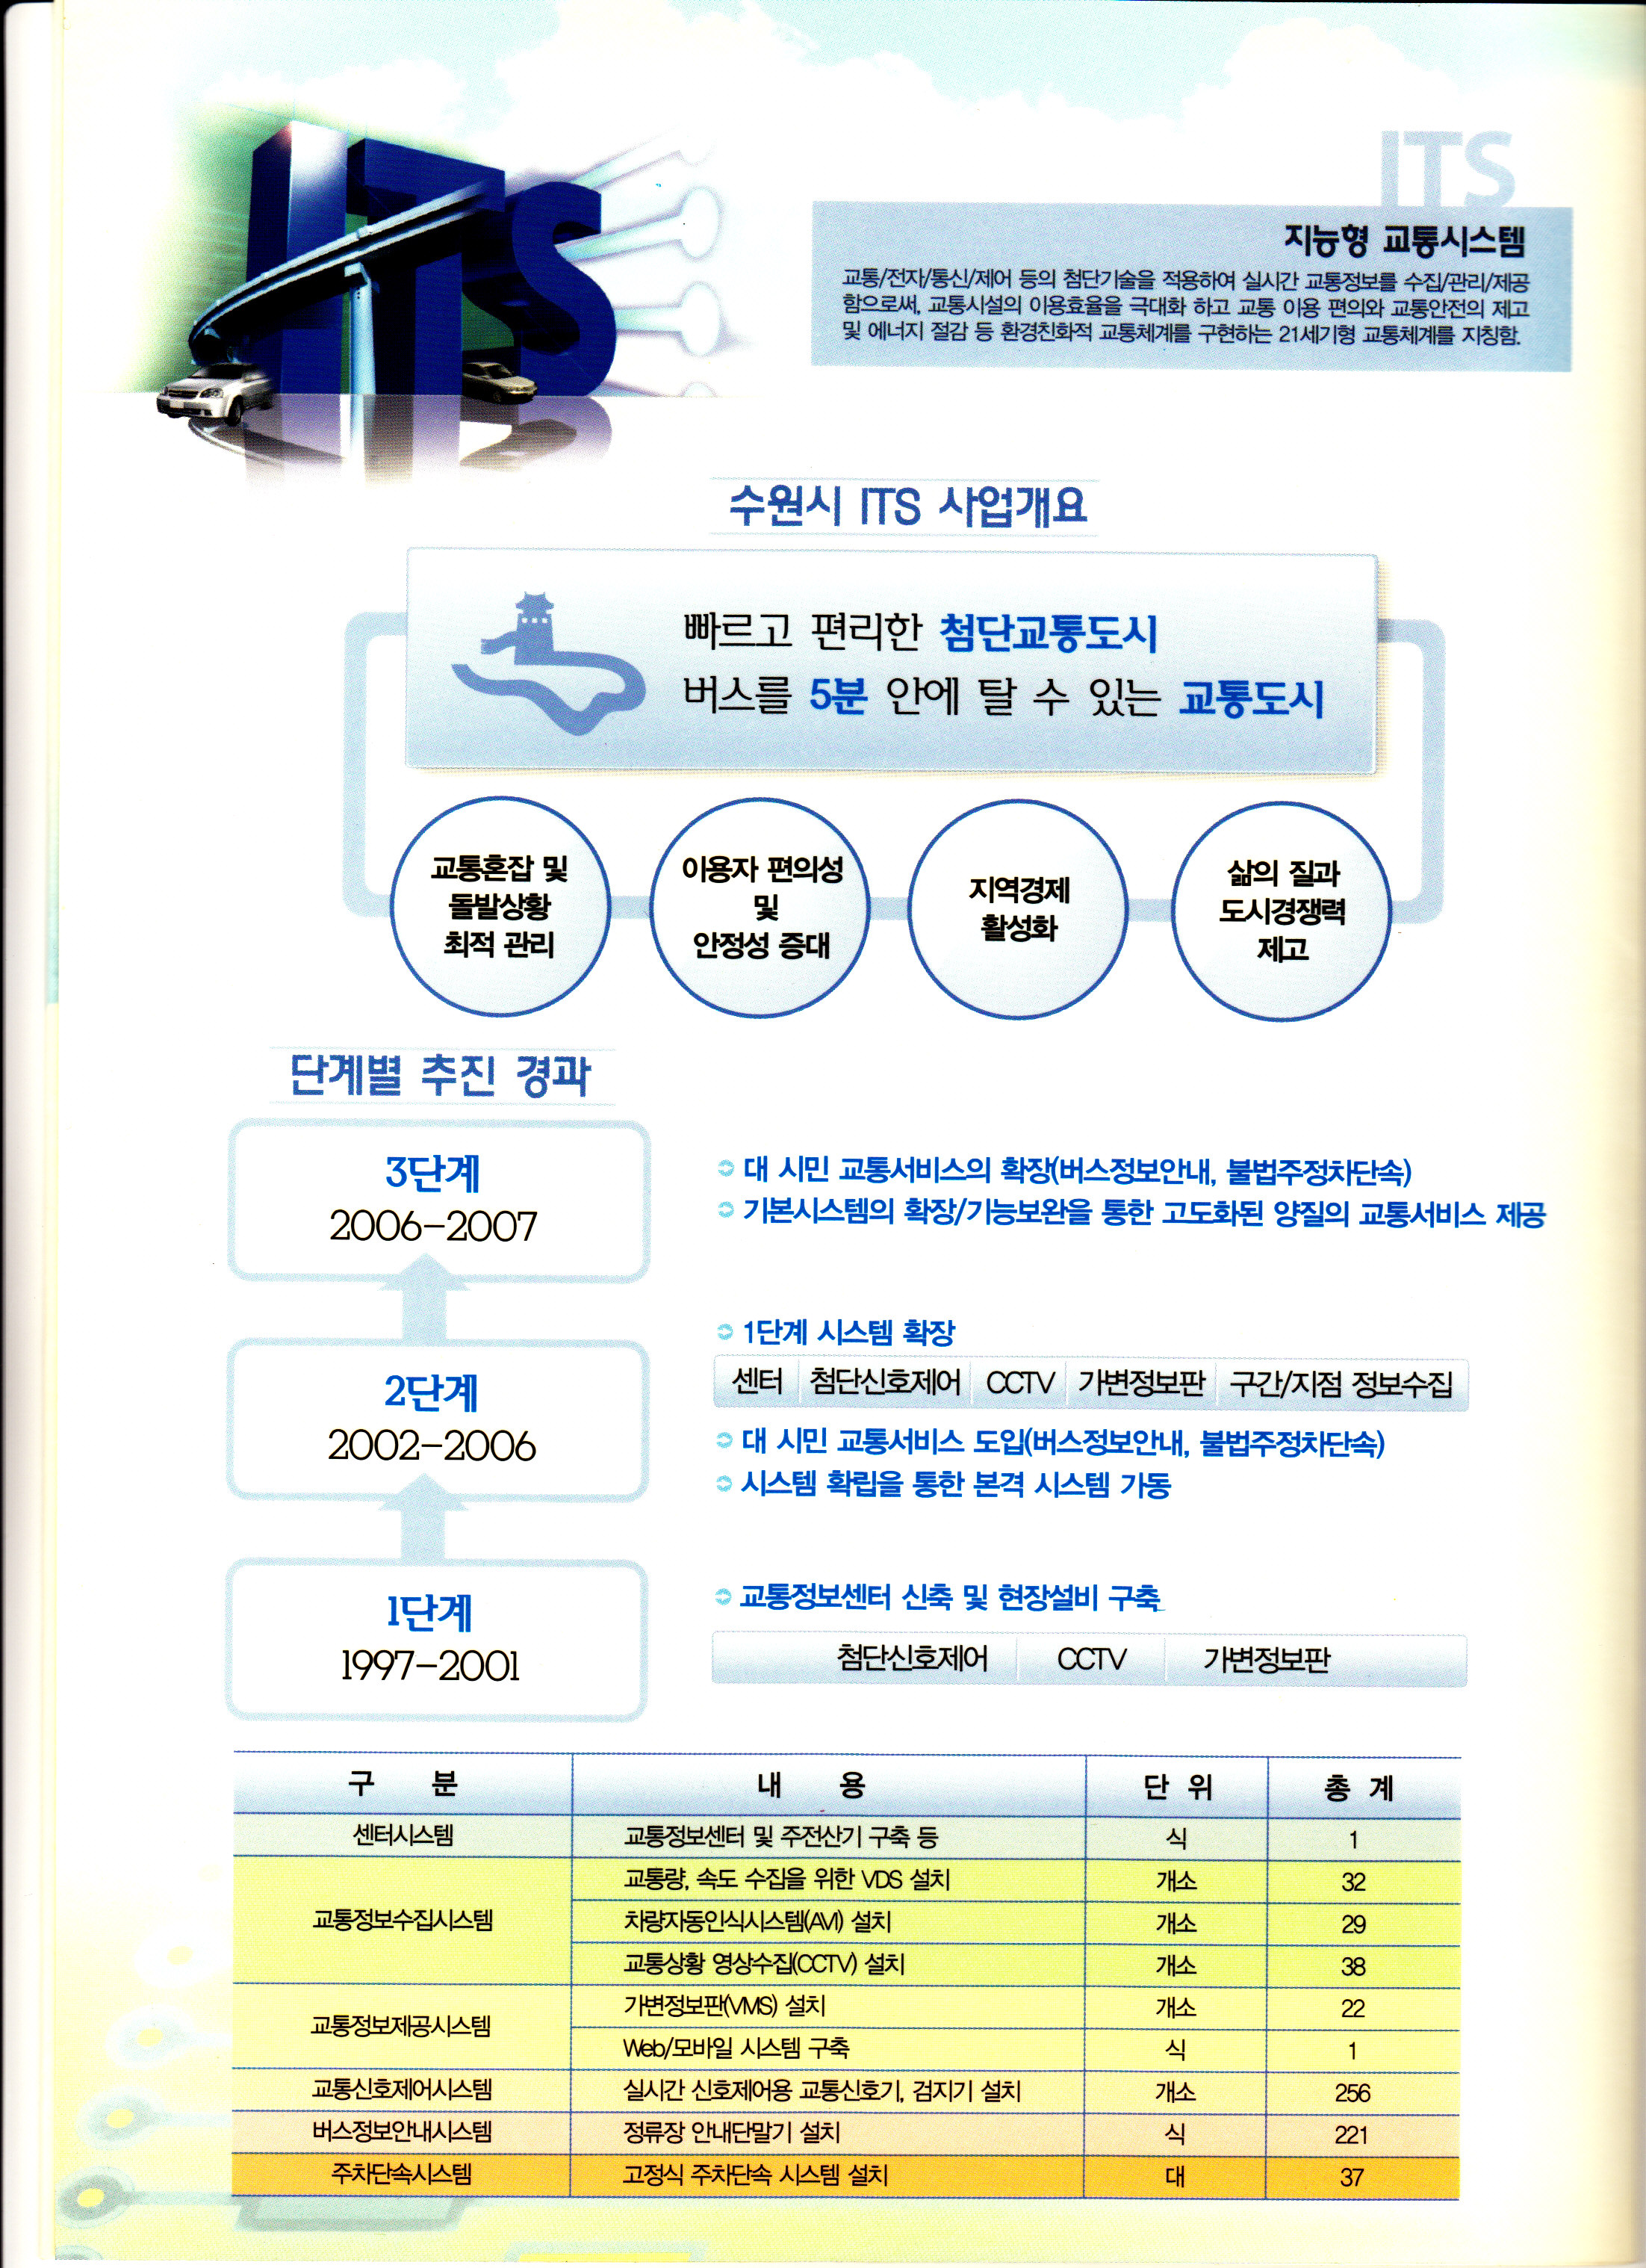 ITS
ITS
지능형 교통시스템
교통/전자/통신/제어 등의 첨단기술을 적용하여 실시간 교통정보를 수집/관리/제공
함으로써, 교통시설의 이용효율을 극대화 하고 교통 이용 편의와 교통안전의 제고
및 에너지 절감 등 환경친화적 교통체계를 구현하는 21세기형 교통체계를 지칭함.
수원시 ITS 사업개요
빠르고 편리한 첨단교통도시
버스를 5분 안에 탈 수 있는 교통도시
교통혼잡 및
돌발상황
최적 관리
이용자 편의성
및
안정성 증대
지역경제
활성화
삶의 질과
도시경쟁력
제고
단계별 추진 경과
3단계
2006-2007
대 시민 교통서비스의 확장(버스정보안내, 불법주정차단속)
기본시스템의 확장/기능보완을 통한 고도화된 양질의 교통서비스 제공
2단계
2002-2006
1단계 시스템 확장
센터 첨단신호제어 CCTV 가변정보판 구간/지점 정보수집
대 시민 교통서비스 도입(버스정보안내, 불법주정차단속)
시스템 확립을 통한 본격 시스템 가동
1단계
1997-2001
교통정보센터 신축 및 현장설비 구축
첨단신호제어 CCTV 가변정보판
구 분 내 용 단 위 총 계
센터시스템 교통정보센터 및 주전산기 구축 등 식 1
교통정보수집시스템 교통량, 속도 수집을 위한 VDS 설치 개소 32
차량자동인식시스템(AVI) 설치 개소 29
교통상황 영상수집(CCTV) 설치 개소 38
교통정보제공시스템 가변정보판(VMS) 설치 개소 22
Web/모바일 시스템 구축 식 1
교통신호제어시스템 실시간 신호제어용 교통신호기, 검지기 설치 개소 256
버스정보안내시스템 정류장 안내단말기 설치 식 221
주차단속시스템 고정식 주차단속 시스템 설치 대 37